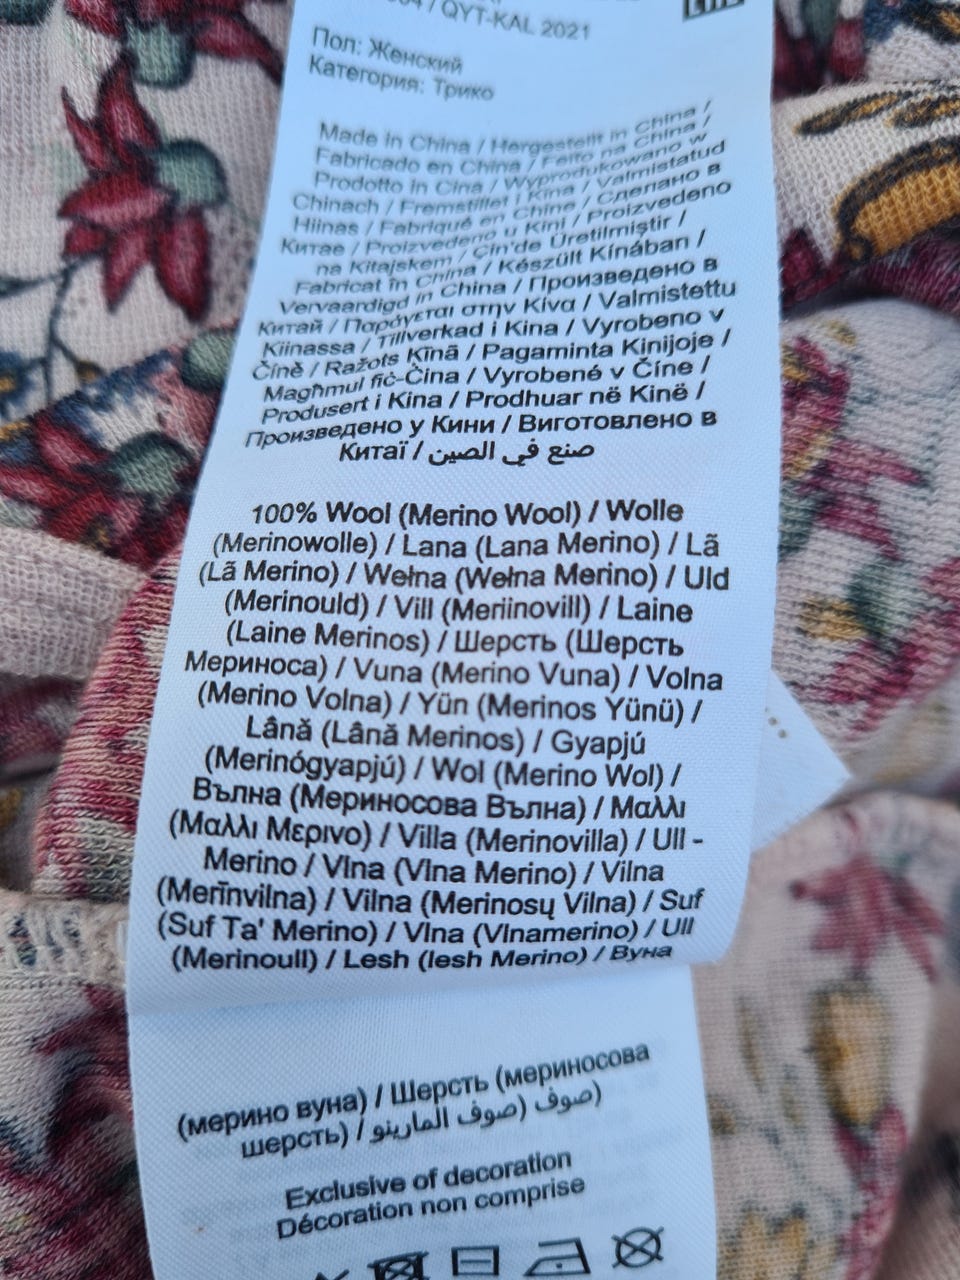 / QYT-KAL 2021
Пол: Женский
Категория: Трико
Made in China / Hergestellt in China /
Fabricado en China / Feito na China /
Prodotto in Cina / Wyprodukowano w
Chinach / Fremstillet i Kina / Valmistatud
Hiinas / Fabriqué en Chine / Сделано в
Китае / Proizvedeno u Kini / Proizvedeno
na Kitajskem / Çin'de Üretilmiştir /
Fabricat în China / Készült Kínában /
Vervaardigd in China / Произведено в
Китай / Παράγεται στην Κίνα / Valmistettu
Kiinassa / Tillverkad i Kina / Vyrobeno v
Číně / Ražots Ķīnā / Pagaminta Kinijoje /
Magħmul fiċ-Ċina / Vyrobené v Číne /
Produsert i Kina / Prodhuar në Kinë /
Произведено у Кини / Виготовлено в
Китаї / صنع في الصين
100% Wool (Merino Wool) / Wolle
(Merinowolle) / Lana (Lana Merino) / Lã
(Lã Merino) / Wełna (Wełna Merino) / Uld
(Merinould) / Vill (Meriinovill) / Laine
(Laine Merinos) / Шерсть (Шерсть
Мериноса) / Vuna (Merino Vuna) / Volna
(Merino Volna) / Yün (Merinos Yünü) /
Lână (Lână Merinos) / Gyapjú
(Merinógyapjú) / Wol (Merino Wol) /
Вълна (Мериносова Вълна) / Μαλλι
(Μαλλι Μερινο) / Villa (Merinovilla) / Ull -
Merino / Vlna (Vlna Merino) / Vilna
(Merīnvilna) / Vilna (Merinosų Vilna) / Suf
(Suf Ta' Merino) / Vlna (Vlnamerino) / Ull
(Merinoull) / Lesh (lesh Merino) / Вуна
(мерино вуна) / Шерсть (мериносова
шерсть) / صوف (صوف المارينو)
Exclusive of decoration
Décoration non comprise